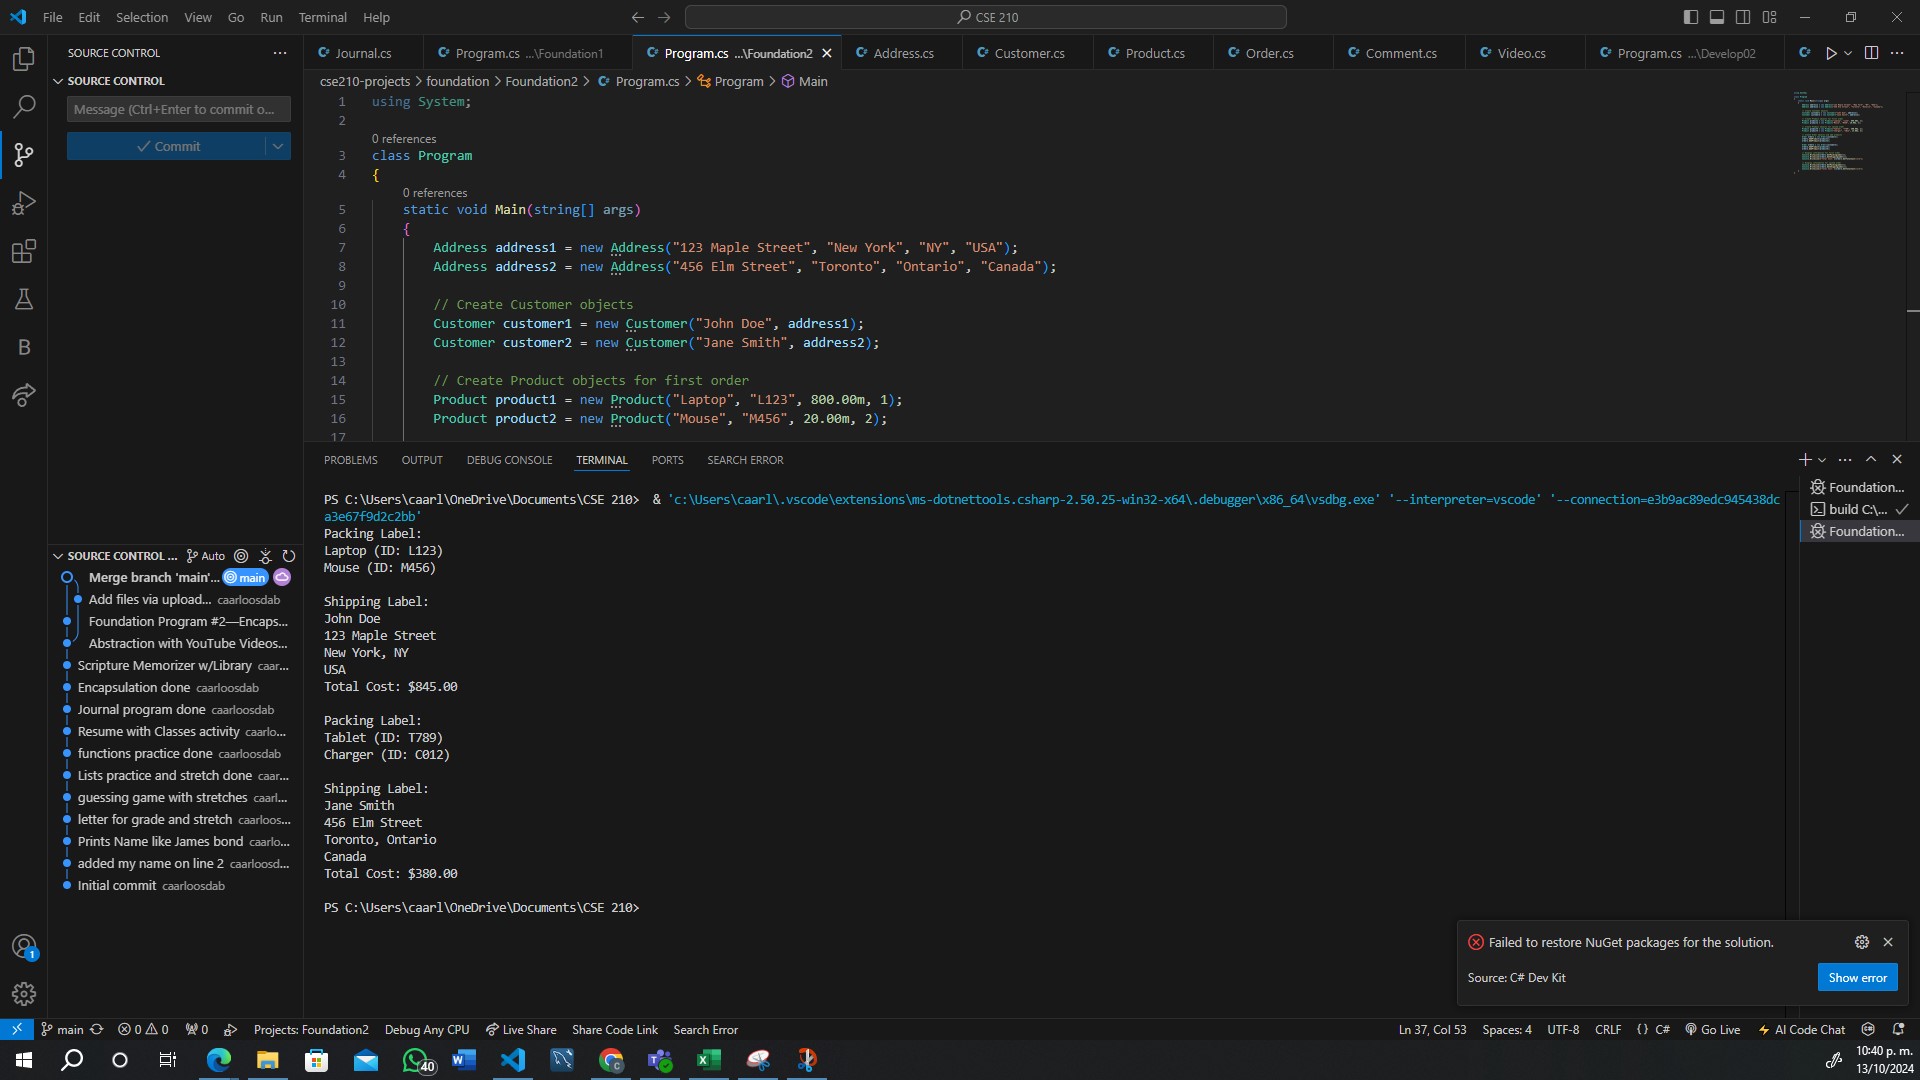 File Edit Selection View Go Run Terminal Help
CSE 210
SOURCE CONTROL
Journal.cs
Program.cs ...\Foundation1
Program.cs ...\Foundation2
Address.cs
Customer.cs
Product.cs
Order.cs
Comment.cs
Video.cs
Program.cs ...\Develop02
SOURCE CONTROL
Message (Ctrl+Enter to commit o...
Commit
cse210-projects > foundation > Foundation2 > Program.cs > Program > Main
1 using System;
2
0 references
3 class Program
4 {
0 references
5 static void Main(string[] args)
6 {
7 Address address1 = new Address("123 Maple Street", "New York", "NY", "USA");
8 Address address2 = new Address("456 Elm Street", "Toronto", "Ontario", "Canada");
9
10 // Create Customer objects
11 Customer customer1 = new Customer("John Doe", address1);
12 Customer customer2 = new Customer("Jane Smith", address2);
13
14 // Create Product objects for first order
15 Product product1 = new Product("Laptop", "L123", 800.00m, 1);
16 Product product2 = new Product("Mouse", "M456", 20.00m, 2);
17
PROBLEMS OUTPUT DEBUG CONSOLE TERMINAL PORTS SEARCH ERROR
PS C:\Users\caarl\OneDrive\Documents\CSE 210> & 'c:\Users\caarl\.vscode\extensions\ms-dotnettools.csharp-2.50.25-win32-x64\.debugger\x86_64\vsdbg.exe' '--interpreter=vscode' '--connection=e3b9ac89edc945438dc
a3e67f9d2c2bb'
Packing Label:
Laptop (ID: L123)
Mouse (ID: M456)
Shipping Label:
John Doe
123 Maple Street
New York, NY
USA
Total Cost: $845.00
Packing Label:
Tablet (ID: T789)
Charger (ID: C012)
Shipping Label:
Jane Smith
456 Elm Street
Toronto, Ontario
Canada
Total Cost: $380.00
PS C:\Users\caarl\OneDrive\Documents\CSE 210>
Foundation...
build C:\...
Foundation...
SOURCE CONTROL ... Auto
Merge branch 'main'... main
Add files via upload... caarloosdab
Foundation Program #2—Encaps...
Abstraction with YouTube Videos...
Scripture Memorizer w/Library caar...
Encapsulation done caarloosdab
Journal program done caarloosdab
Resume with Classes activity caarlo...
functions practice done caarloosdab
Lists practice and stretch done caar...
guessing game with stretches caarl...
letter for grade and stretch caarloos...
Prints Name like James bond caarlo...
added my name on line 2 caarloosd...
Initial commit caarloosdab
Failed to restore NuGet packages for the solution.
Source: C# Dev Kit
Show error
B
1
main 0 0 0 Projects: Foundation2 Debug Any CPU Live Share Share Code Link Search Error
Ln 37, Col 53 Spaces: 4 UTF-8 CRLF {} C# Go Live AI Code Chat
40
10:40 p. m.
13/10/2024